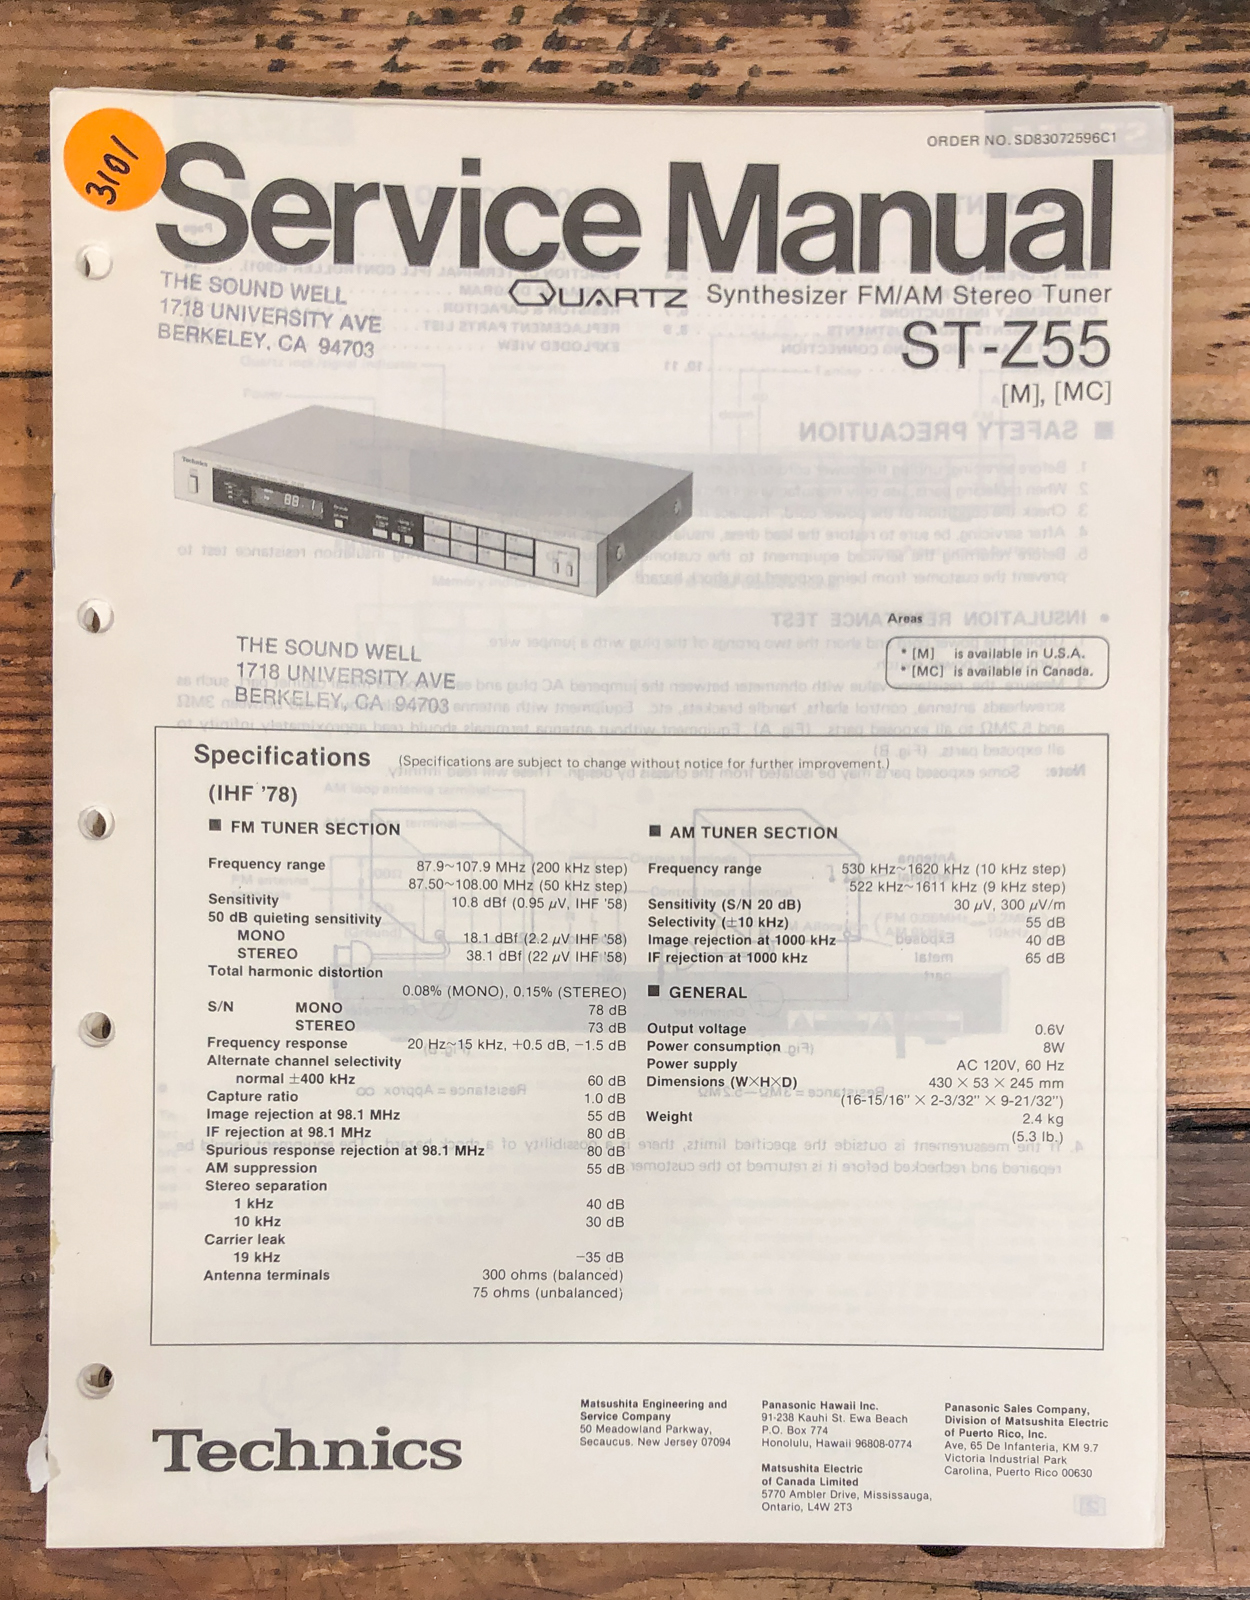 3101
ORDER NO. SD83072596C1
Service Manual
THE SOUND WELL
1718 UNIVERSITY AVE
BERKELEY, CA 94703
QUARTZ Synthesizer FM/AM Stereo Tuner
ST-Z55
[M], [MC]
Technics
88.1
THE SOUND WELL
1718 UNIVERSITY AVE
BERKELEY, CA 94703
Areas
* [M] is available in U.S.A.
* [MC] is available in Canada.
Specifications (Specifications are subject to change without notice for further improvement.)
(IHF '78)
■ FM TUNER SECTION
Frequency range 87.9~107.9 MHz (200 kHz step)
87.50~108.00 MHz (50 kHz step)
Sensitivity 10.8 dBf (0.95 µV, IHF '58)
50 dB quieting sensitivity
MONO 18.1 dBf (2.2 µV IHF '58)
STEREO 38.1 dBf (22 µV IHF '58)
Total harmonic distortion
0.08% (MONO), 0.15% (STEREO)
S/N MONO 78 dB
STEREO 73 dB
Frequency response 20 Hz~15 kHz, +0.5 dB, −1.5 dB
Alternate channel selectivity
normal ±400 kHz 60 dB
Capture ratio 1.0 dB
Image rejection at 98.1 MHz 55 dB
IF rejection at 98.1 MHz 80 dB
Spurious response rejection at 98.1 MHz 80 dB
AM suppression 55 dB
Stereo separation
1 kHz 40 dB
10 kHz 30 dB
Carrier leak
19 kHz −35 dB
Antenna terminals 300 ohms (balanced)
75 ohms (unbalanced)
■ AM TUNER SECTION
Frequency range 530 kHz~1620 kHz (10 kHz step)
522 kHz~1611 kHz (9 kHz step)
Sensitivity (S/N 20 dB) 30 µV, 300 µV/m
Selectivity (±10 kHz) 55 dB
Image rejection at 1000 kHz 40 dB
IF rejection at 1000 kHz 65 dB
■ GENERAL
Output voltage 0.6V
Power consumption 8W
Power supply AC 120V, 60 Hz
Dimensions (W×H×D) 430 × 53 × 245 mm
(16-15/16" × 2-3/32" × 9-21/32")
Weight 2.4 kg
(5.3 lb.)
Technics
Matsushita Engineering and
Service Company
50 Meadowland Parkway,
Secaucus, New Jersey 07094
Panasonic Hawaii Inc.
91-238 Kauhi St. Ewa Beach
P.O. Box 774
Honolulu, Hawaii 96808-0774
Matsushita Electric
of Canada Limited
5770 Ambler Drive, Mississauga,
Ontario, L4W 2T3
Panasonic Sales Company,
Division of Matsushita Electric
of Puerto Rico, Inc.
Ave, 65 De Infanteria, KM 9.7
Victoria Industrial Park
Carolina, Puerto Rico 00630